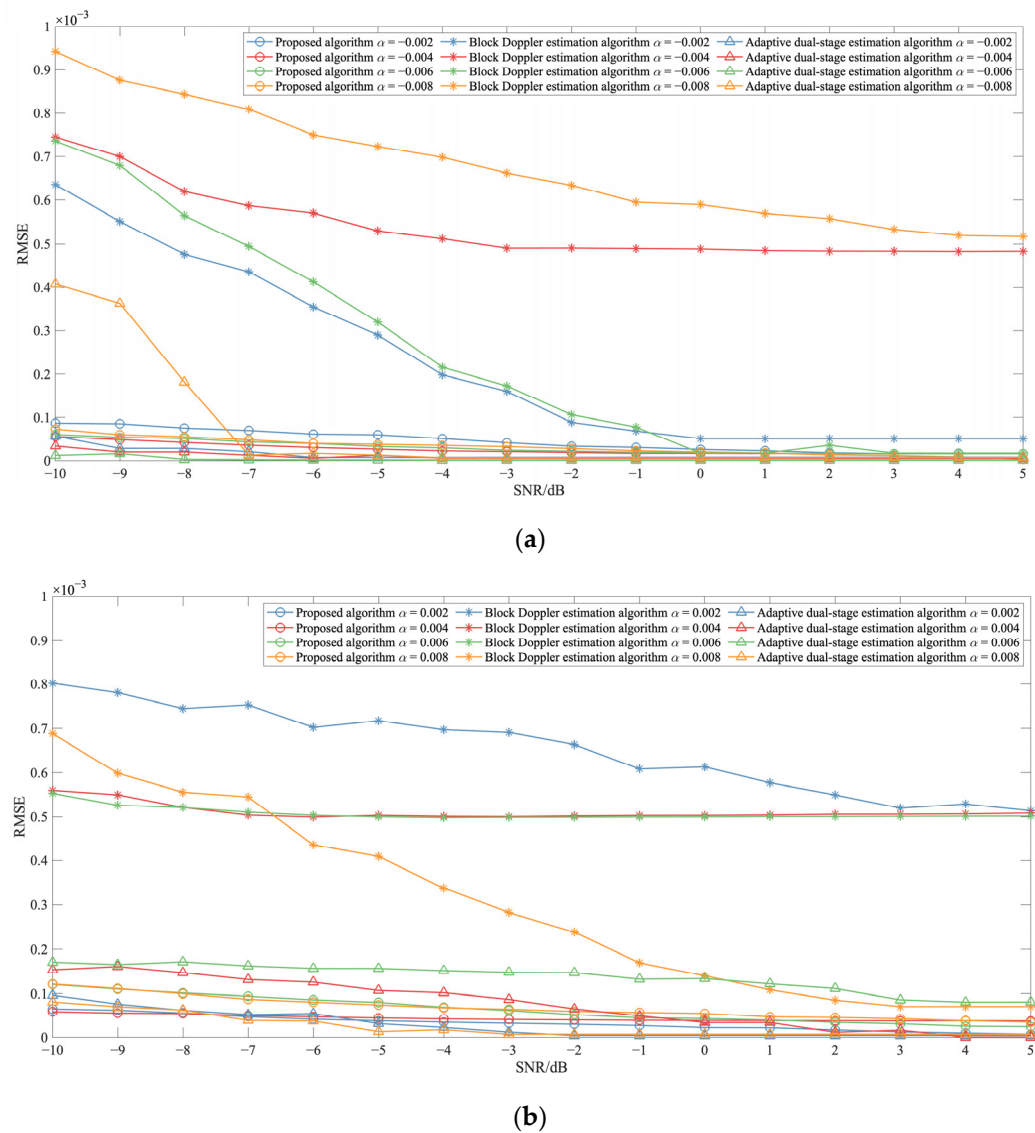 ×10⁻³
1
0.9
0.8
0.7
0.6
0.5
0.4
0.3
0.2
0.1
0
RMSE
Proposed algorithm α = −0.002 Block Doppler estimation algorithm α = −0.002 Adaptive dual-stage estimation algorithm α = −0.002
Proposed algorithm α = −0.004 Block Doppler estimation algorithm α = −0.004 Adaptive dual-stage estimation algorithm α = −0.004
Proposed algorithm α = −0.006 Block Doppler estimation algorithm α = −0.006 Adaptive dual-stage estimation algorithm α = −0.006
Proposed algorithm α = −0.008 Block Doppler estimation algorithm α = −0.008 Adaptive dual-stage estimation algorithm α = −0.008
−10 −9 −8 −7 −6 −5 −4 −3 −2 −1 0 1 2 3 4 5
SNR/dB
(a)
×10⁻³
1
0.9
0.8
0.7
0.6
0.5
0.4
0.3
0.2
0.1
0
RMSE
Proposed algorithm α = 0.002 Block Doppler estimation algorithm α = 0.002 Adaptive dual-stage estimation algorithm α = 0.002
Proposed algorithm α = 0.004 Block Doppler estimation algorithm α = 0.004 Adaptive dual-stage estimation algorithm α = 0.004
Proposed algorithm α = 0.006 Block Doppler estimation algorithm α = 0.006 Adaptive dual-stage estimation algorithm α = 0.006
Proposed algorithm α = 0.008 Block Doppler estimation algorithm α = 0.008 Adaptive dual-stage estimation algorithm α = 0.008
−10 −9 −8 −7 −6 −5 −4 −3 −2 −1 0 1 2 3 4 5
SNR/dB
(b)